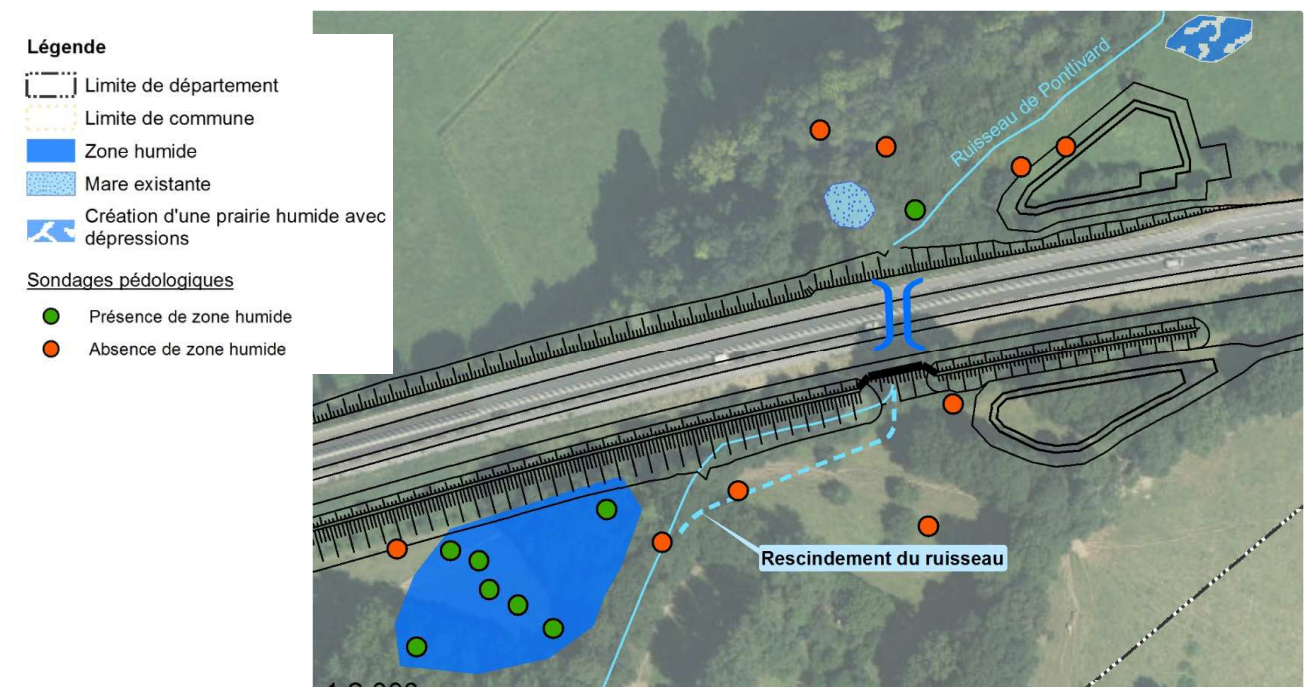 Légende
Limite de département
Limite de commune
Zone humide
Mare existante
Création d'une prairie humide avec
dépressions
Sondages pédologiques
Présence de zone humide
Absence de zone humide
Ruisseau de Pontlivard
Rescindement du ruisseau